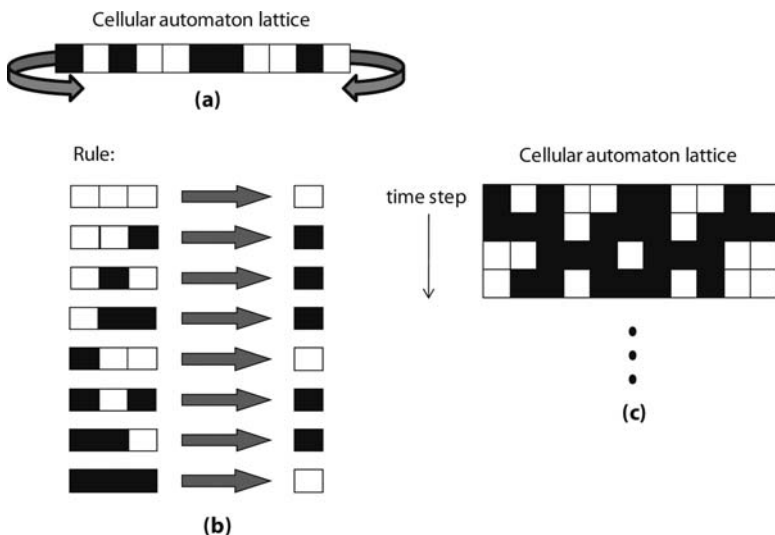 Cellular automaton lattice
(a)
Rule:
(b)
Cellular automaton lattice
time step
(c)